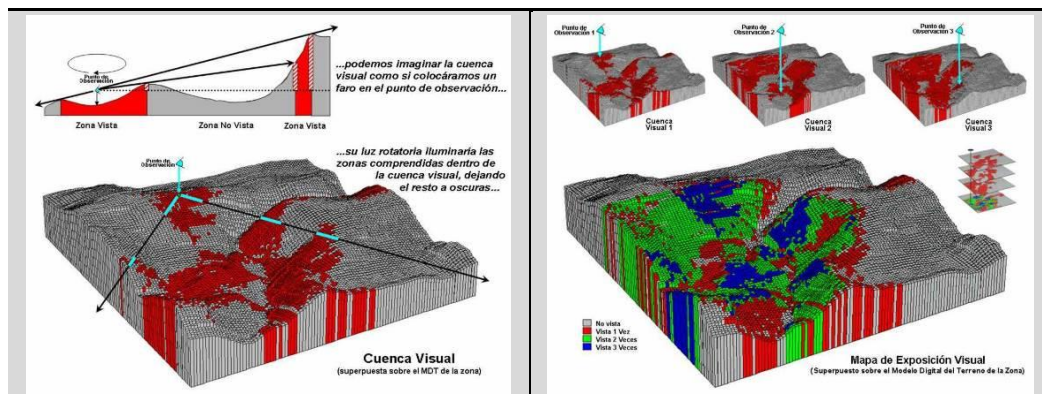 Punto de
Observación
...podemos imaginar la cuenca
visual como si colocáramos un
faro en el punto de observación...
Zona Vista
Zona No Vista
Zona Vista
...su luz rotatoria iluminaria las
zonas comprendidas dentro de
la cuenca visual, dejando
el resto a oscuras...
Punto de
Observación
Cuenca Visual
(superpuesta sobre el MDT de la zona)
Punto de
Observación 1
Punto de
Observación 2
Punto de
Observación 3
Cuenca
Visual 1
Cuenca
Visual 2
Cuenca
Visual 3
No vista
Vista 1 Vez
Vista 2 Veces
Vista 3 Veces
Mapa de Exposición Visual
(Superpuesto sobre el Modelo Digital del Terreno de la Zona)